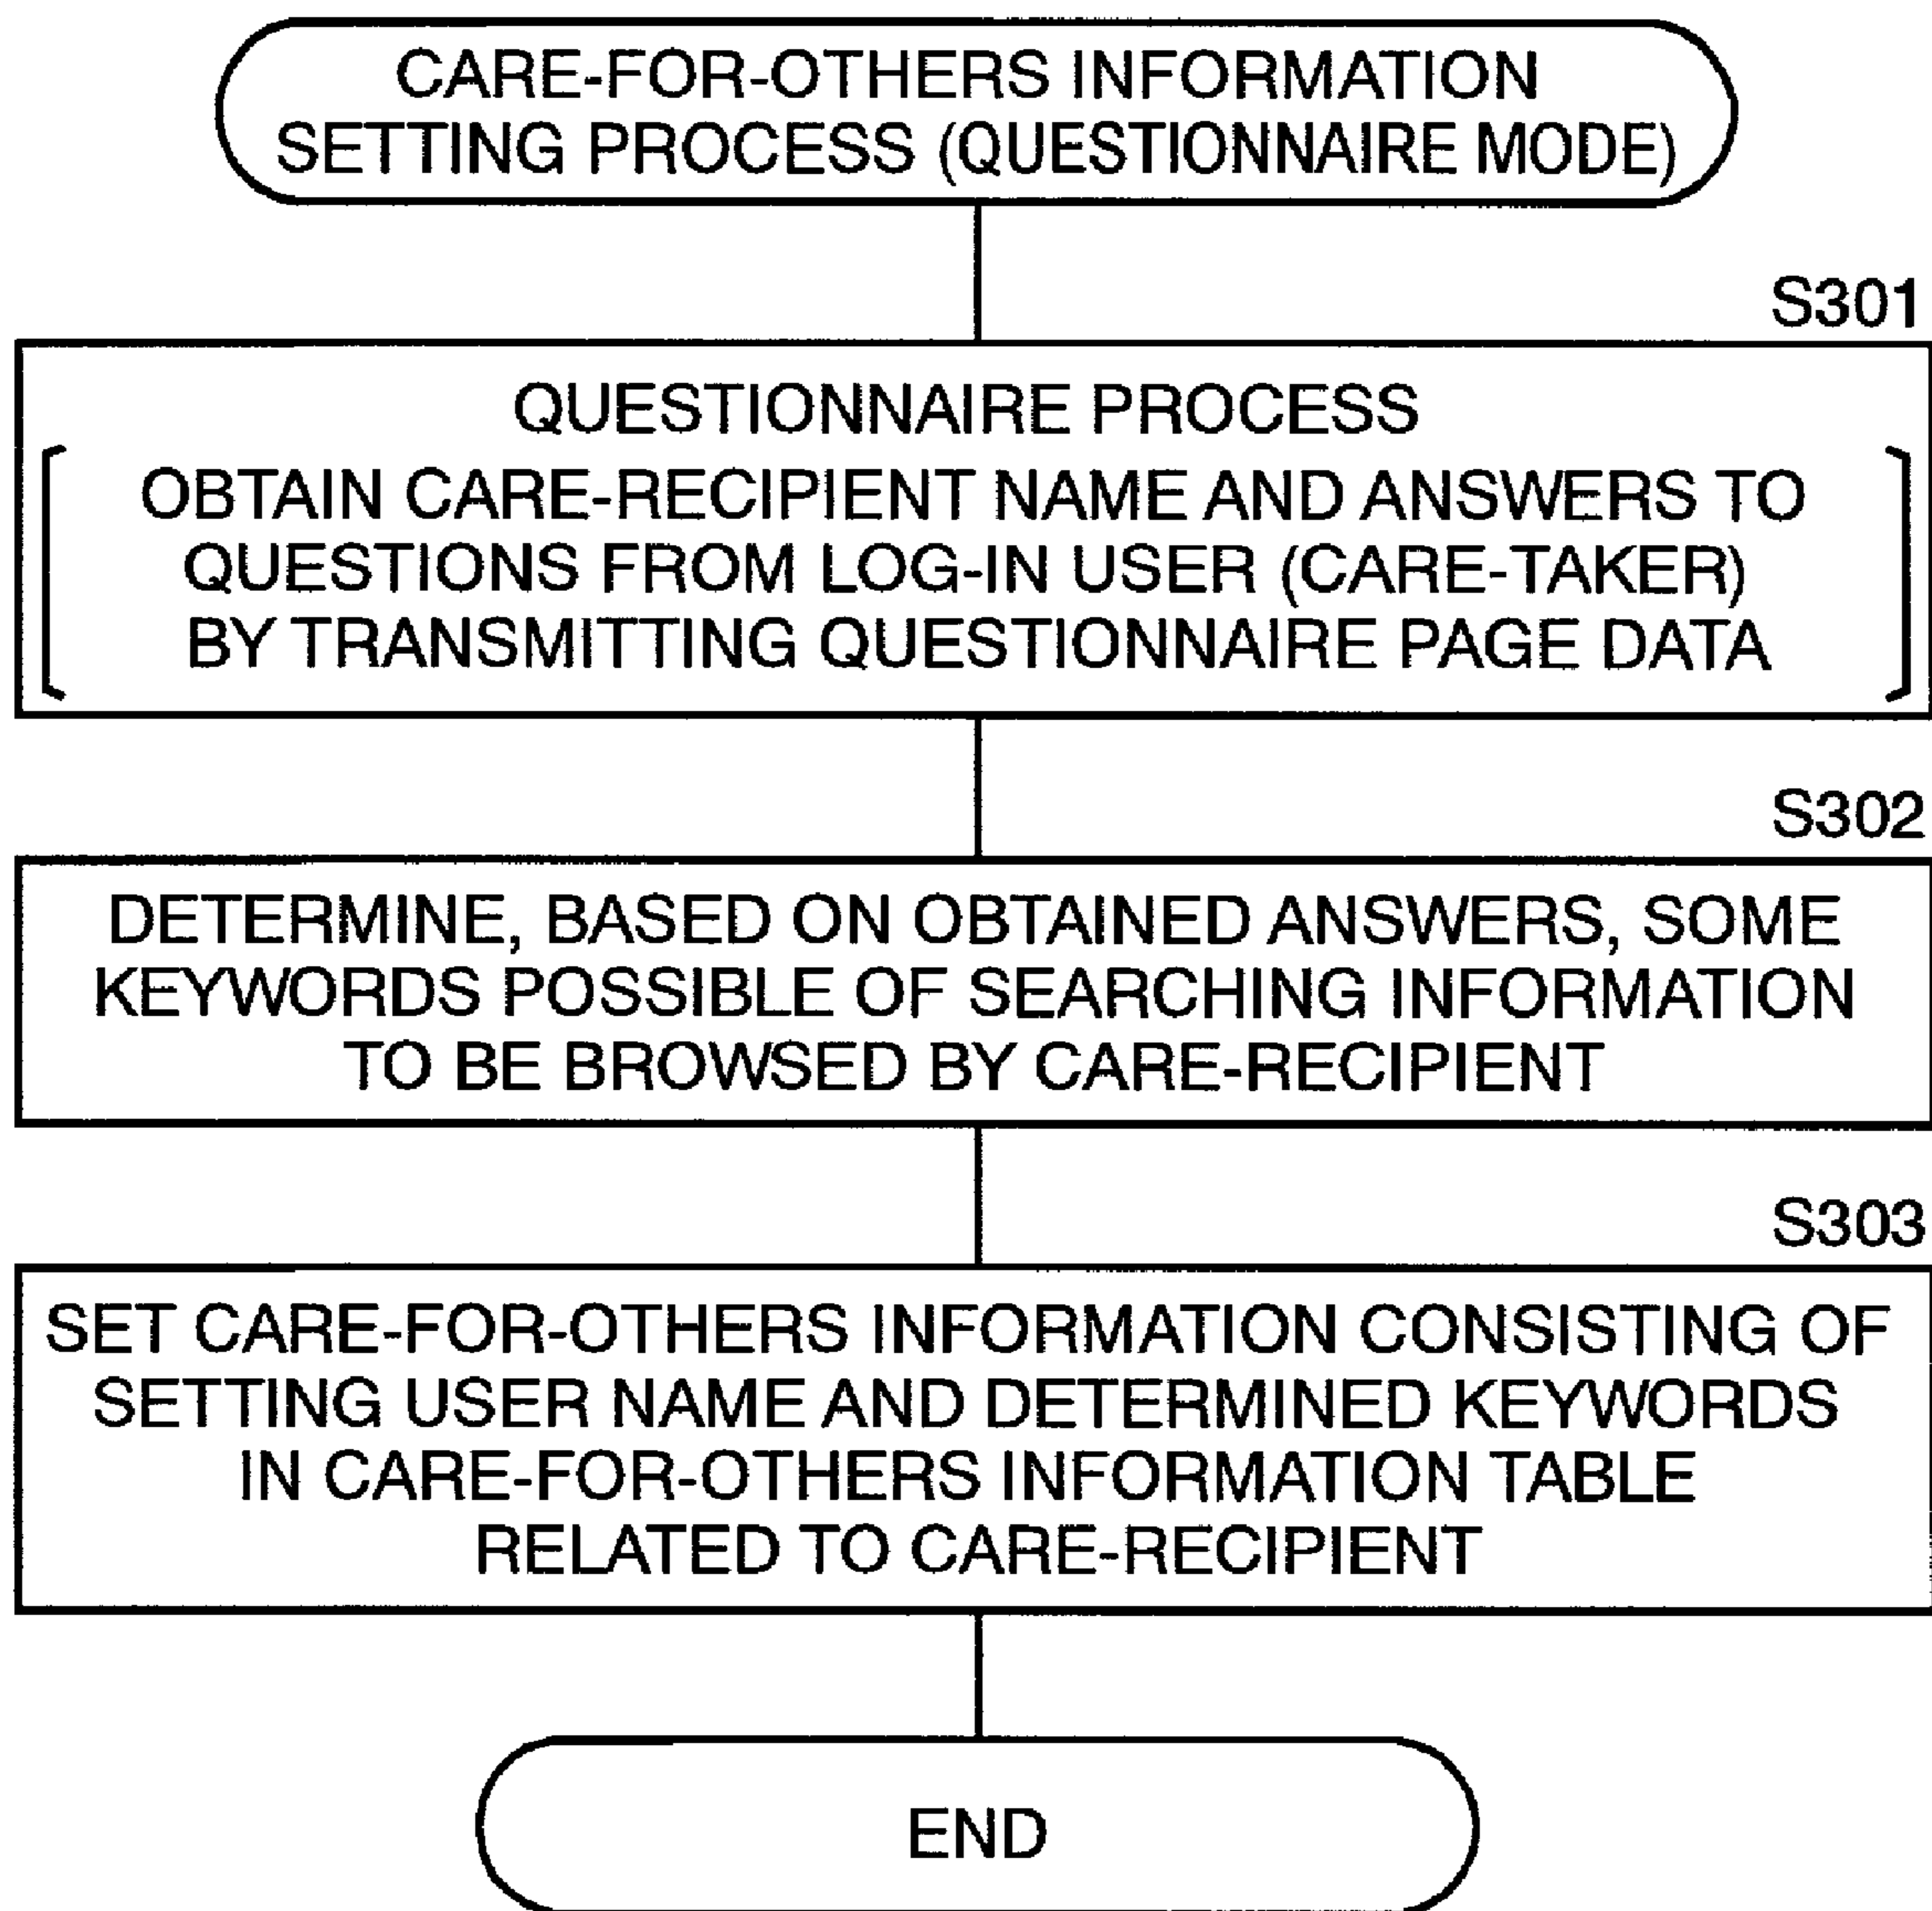 CARE-FOR-OTHERS INFORMATION
SETTING PROCESS (QUESTIONNAIRE MODE)
S301
QUESTIONNAIRE PROCESS
OBTAIN CARE-RECIPIENT NAME AND ANSWERS TO
QUESTIONS FROM LOG-IN USER (CARE-TAKER)
BY TRANSMITTING QUESTIONNAIRE PAGE DATA
S302
DETERMINE, BASED ON OBTAINED ANSWERS, SOME
KEYWORDS POSSIBLE OF SEARCHING INFORMATION
TO BE BROWSED BY CARE-RECIPIENT
S303
SET CARE-FOR-OTHERS INFORMATION CONSISTING OF
SETTING USER NAME AND DETERMINED KEYWORDS
IN CARE-FOR-OTHERS INFORMATION TABLE
RELATED TO CARE-RECIPIENT
END